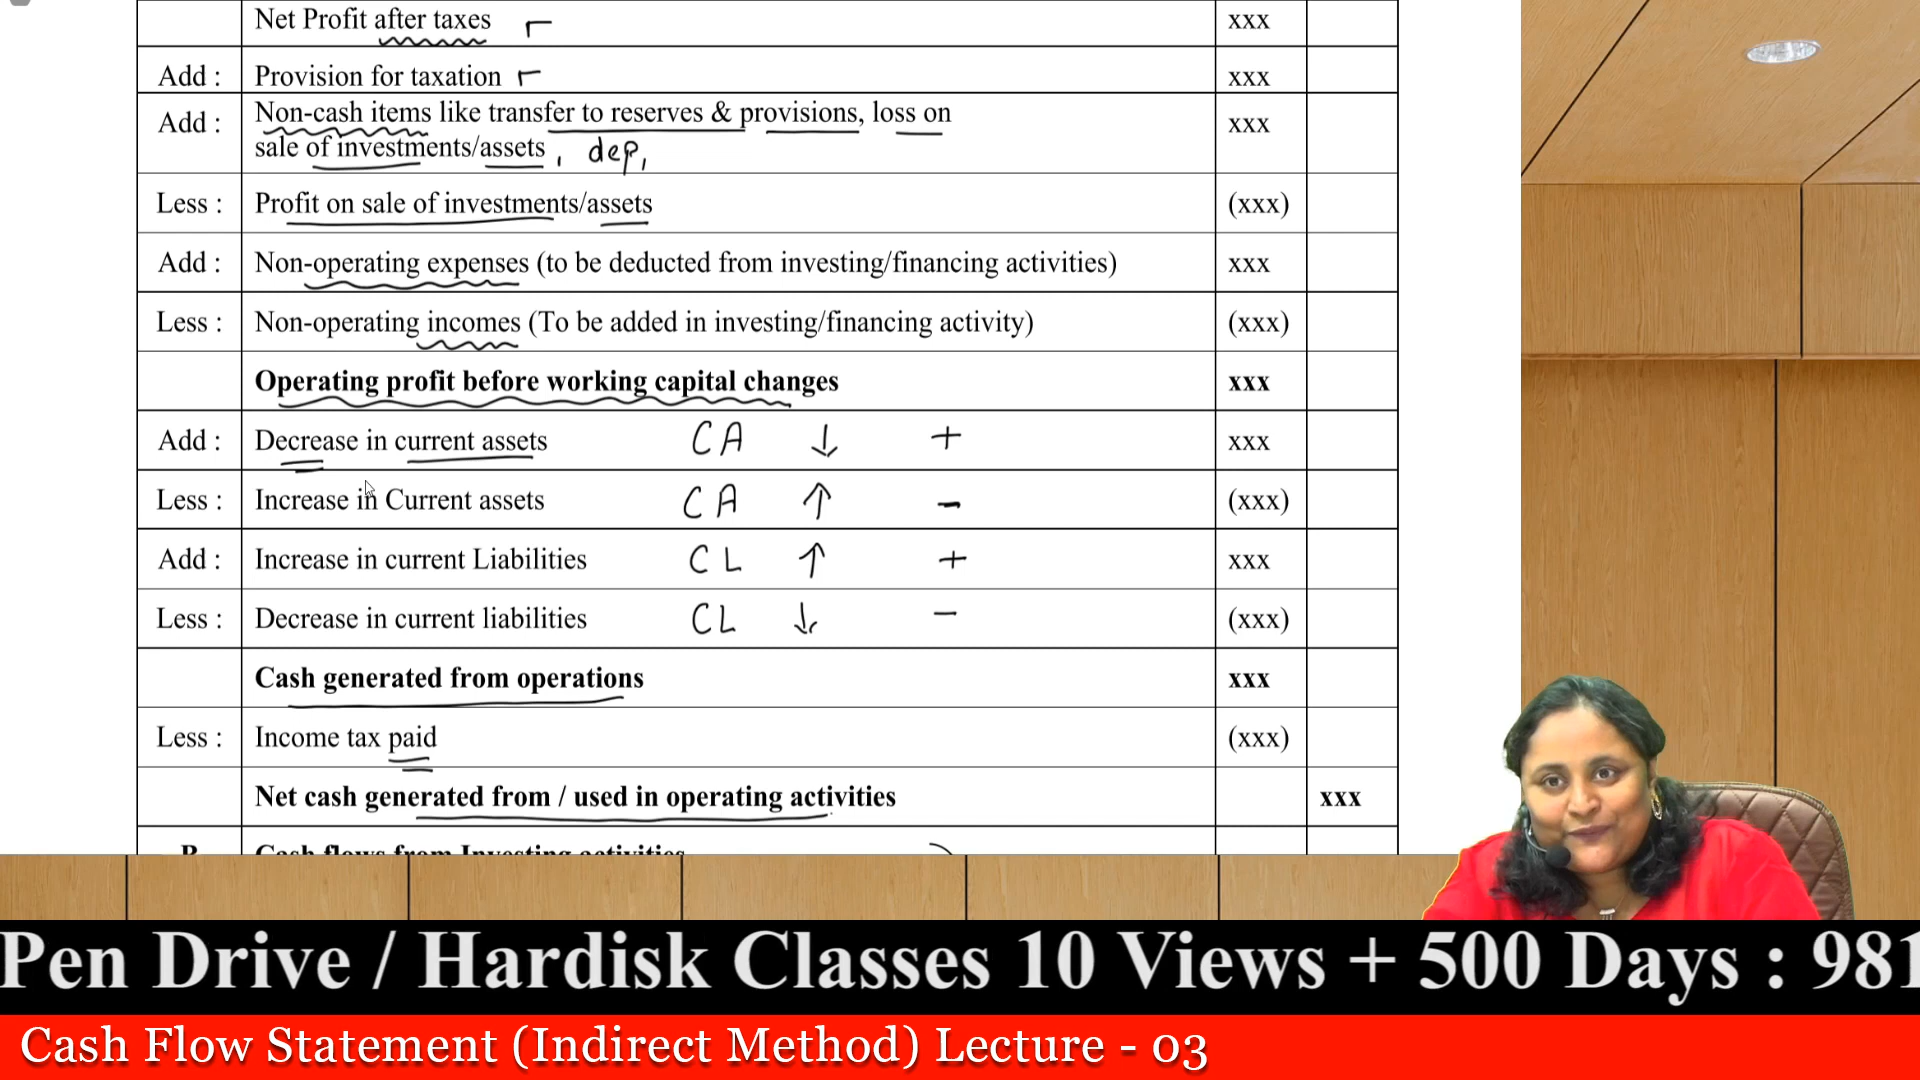 Net Profit after taxes xxx
Add : Provision for taxation xxx
Add : Non-cash items like transfer to reserves & provisions, loss on
sale of investments/assets , dep, xxx
Less : Profit on sale of investments/assets (xxx)
Add : Non-operating expenses (to be deducted from investing/financing activities) xxx
Less : Non-operating incomes (To be added in investing/financing activity) (xxx)
Operating profit before working capital changes xxx
Add : Decrease in current assets CA ↓ + xxx
Less : Increase in Current assets CA ↑ - (xxx)
Add : Increase in current Liabilities CL ↑ + xxx
Less : Decrease in current liabilities CL ↓ - (xxx)
Cash generated from operations xxx
Less : Income tax paid (xxx)
Net cash generated from / used in operating activities xxx
B Cash flows from Investing activities
Pen Drive / Hardisk Classes 10 Views + 500 Days : 981
Cash Flow Statement (Indirect Method) Lecture - 03